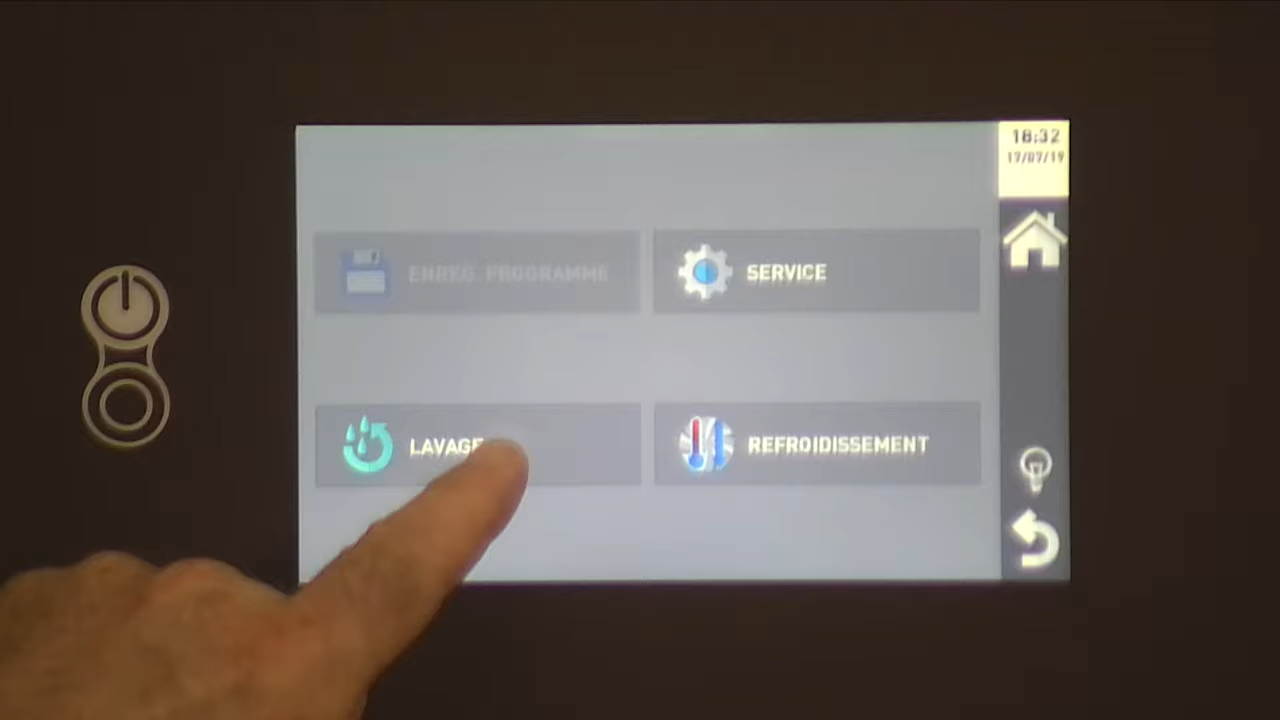 18:32
17/07/19
ENREG. PROGRAMME
SERVICE
LAVAGE
REFROIDISSEMENT